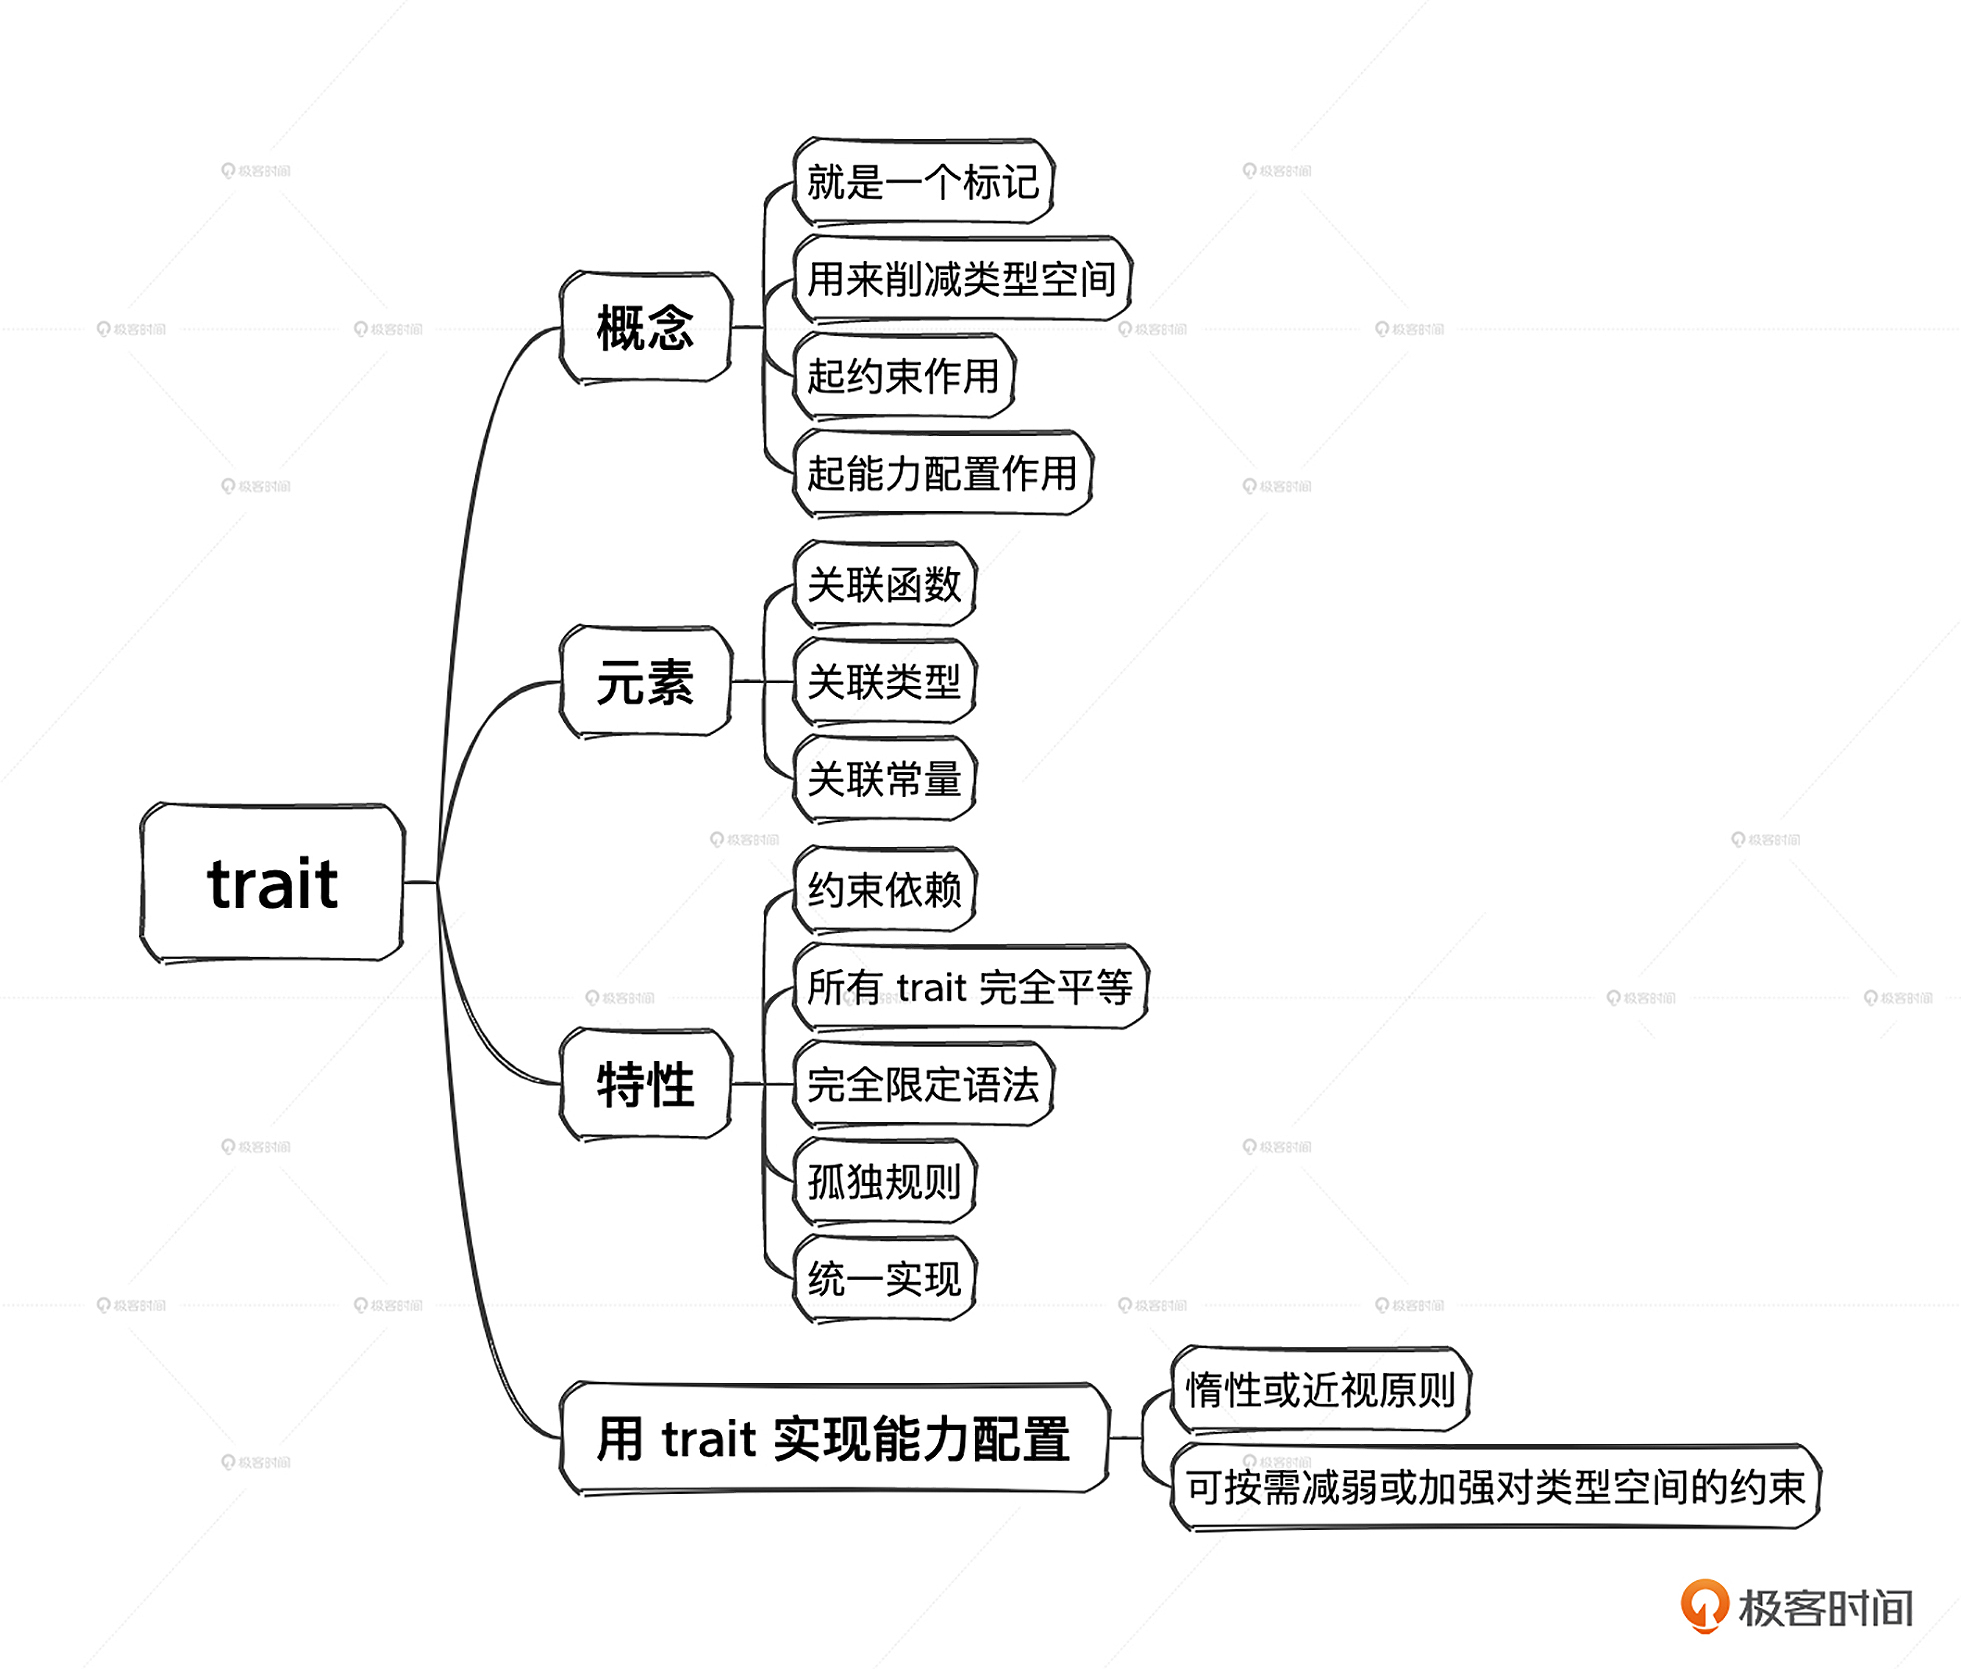 trait
概念
就是一个标记
用来削减类型空间
起约束作用
起能力配置作用
元素
关联函数
关联类型
关联常量
特性
约束依赖
所有 trait 完全平等
完全限定语法
孤独规则
统一实现
用 trait 实现能力配置
惰性或近视原则
可按需减弱或加强对类型空间的约束
极客时间